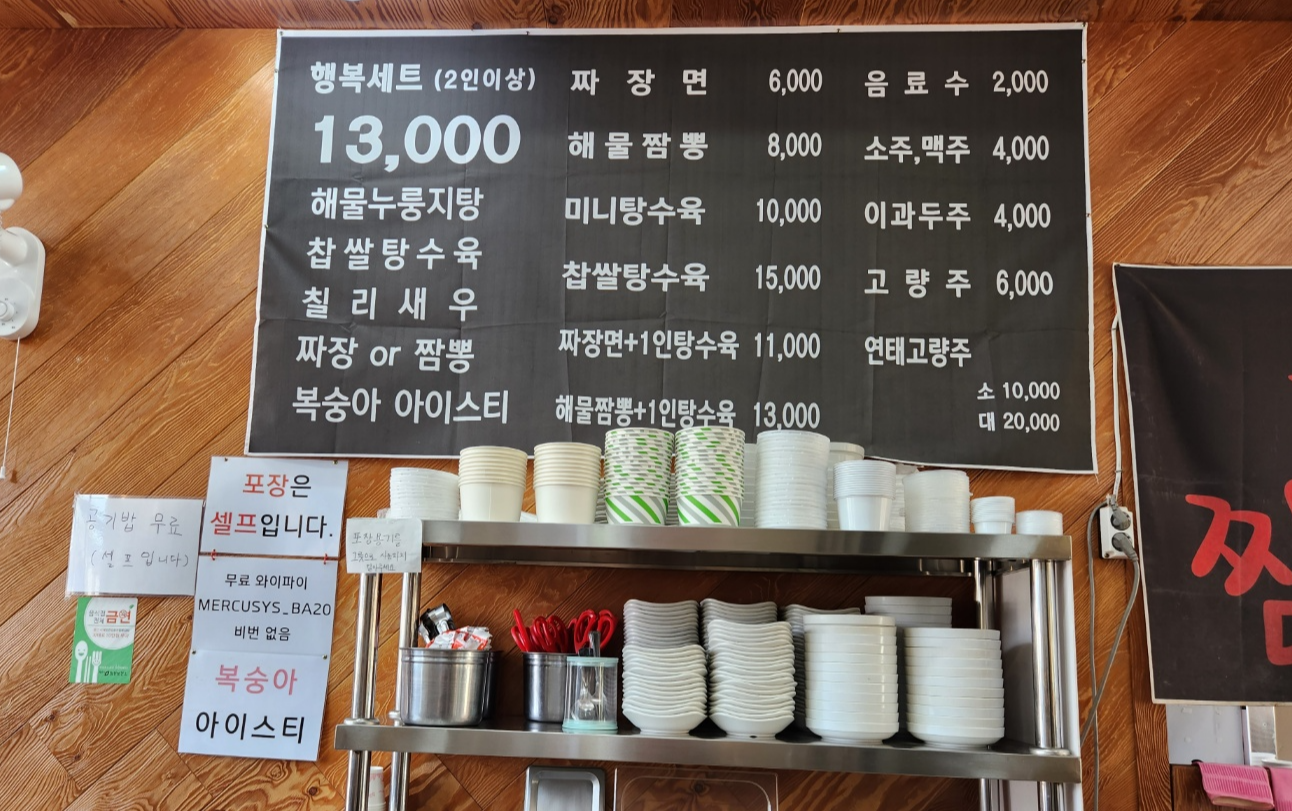 행복세트 (2인이상)
13,000
해물누룽지탕
찹쌀탕수육
칠리새우
짜장 or 짬뽕
복숭아 아이스티
짜장면 6,000
해물짬뽕 8,000
미니탕수육 10,000
찹쌀탕수육 15,000
짜장면+1인탕수육 11,000
해물짬뽕+1인탕수육 13,000
음료수 2,000
소주,맥주 4,000
이과두주 4,000
고량주 6,000
연태고량주
소 10,000
대 20,000
공기밥 무료
(셀프입니다)
포장은
셀프입니다.
무료 와이파이
MERCUSYS_BA20
비번 없음
복숭아
아이스티
포장용기는
금연